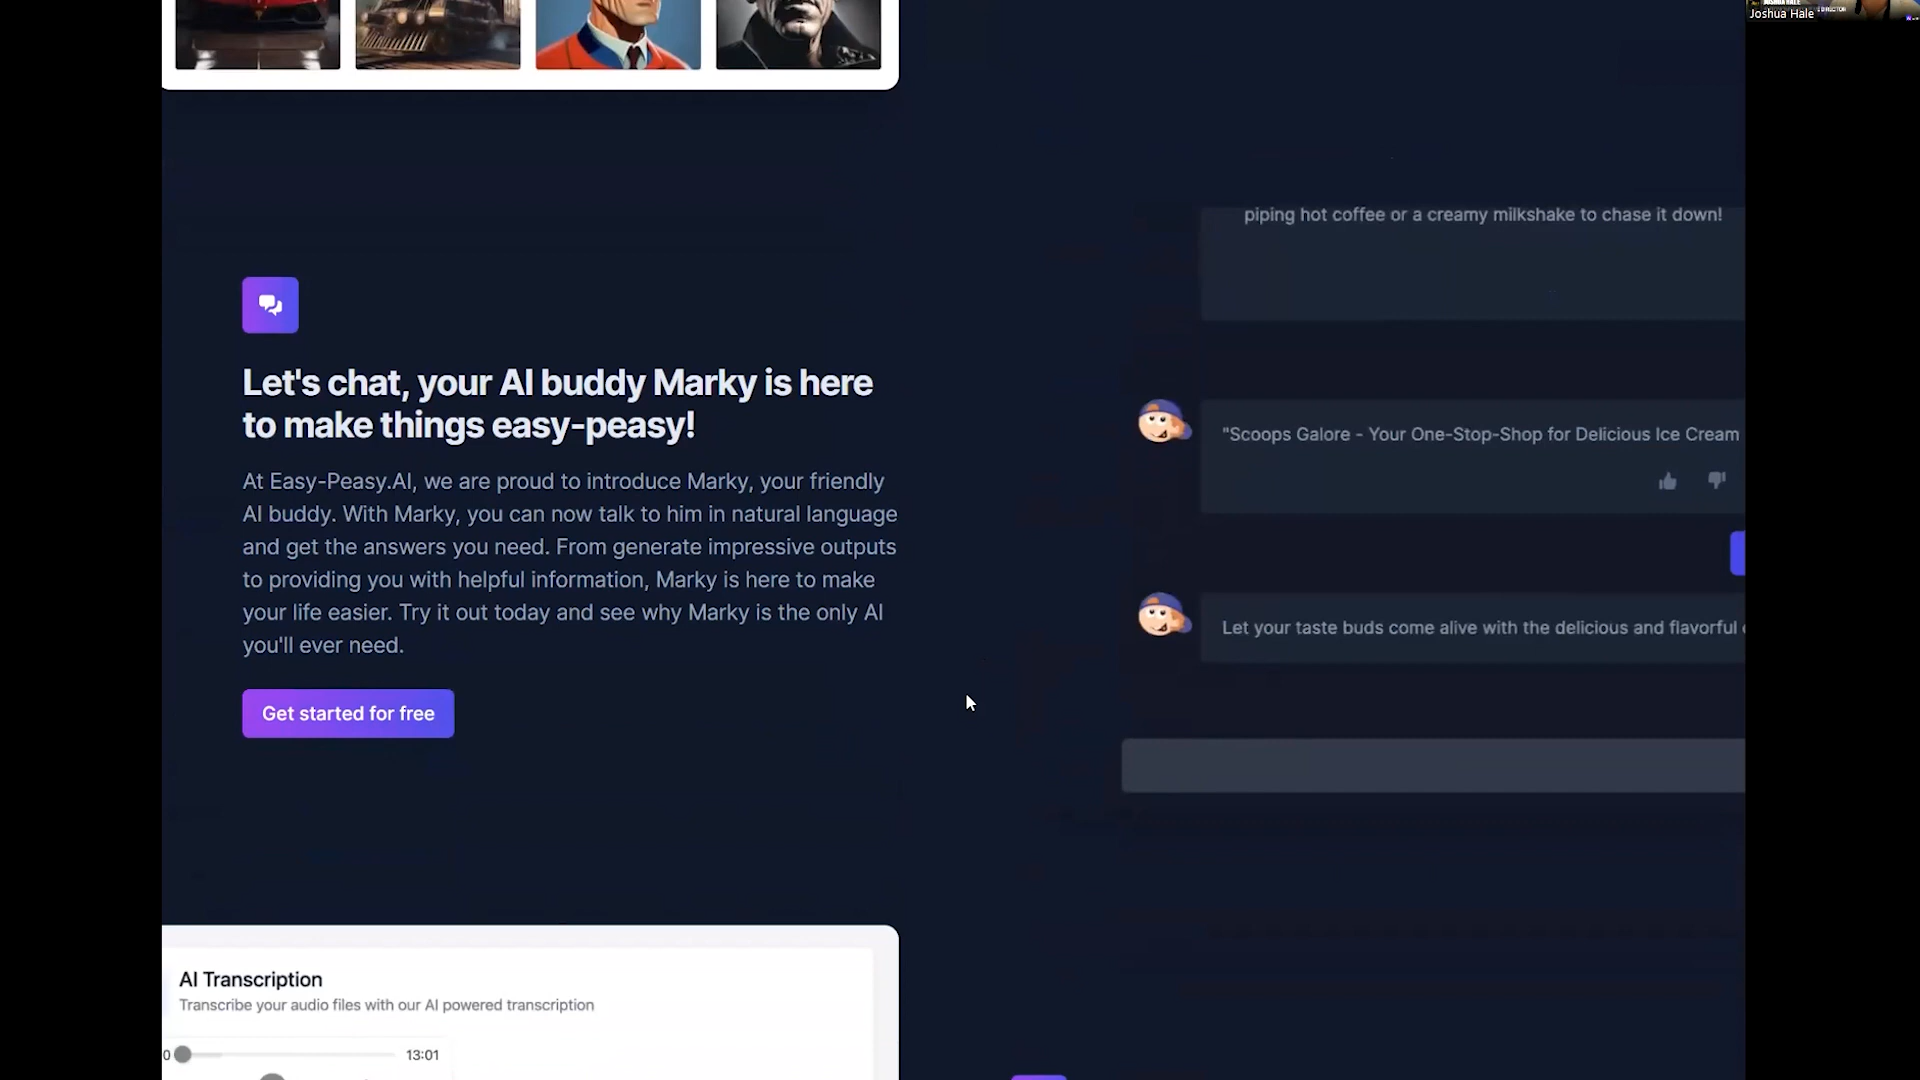 JOSHUA HALE
DIRECTOR
Joshua Hale
piping hot coffee or a creamy milkshake to chase it down!
Let's chat, your AI buddy Marky is here
to make things easy-peasy!
"Scoops Galore - Your One-Stop-Shop for Delicious Ice Cream
At Easy-Peasy.AI, we are proud to introduce Marky, your friendly
AI buddy. With Marky, you can now talk to him in natural language
and get the answers you need. From generate impressive outputs
to providing you with helpful information, Marky is here to make
your life easier. Try it out today and see why Marky is the only AI
you'll ever need.
Let your taste buds come alive with the delicious and flavorful
Get started for free
AI Transcription
Transcribe your audio files with our AI powered transcription
0
13:01